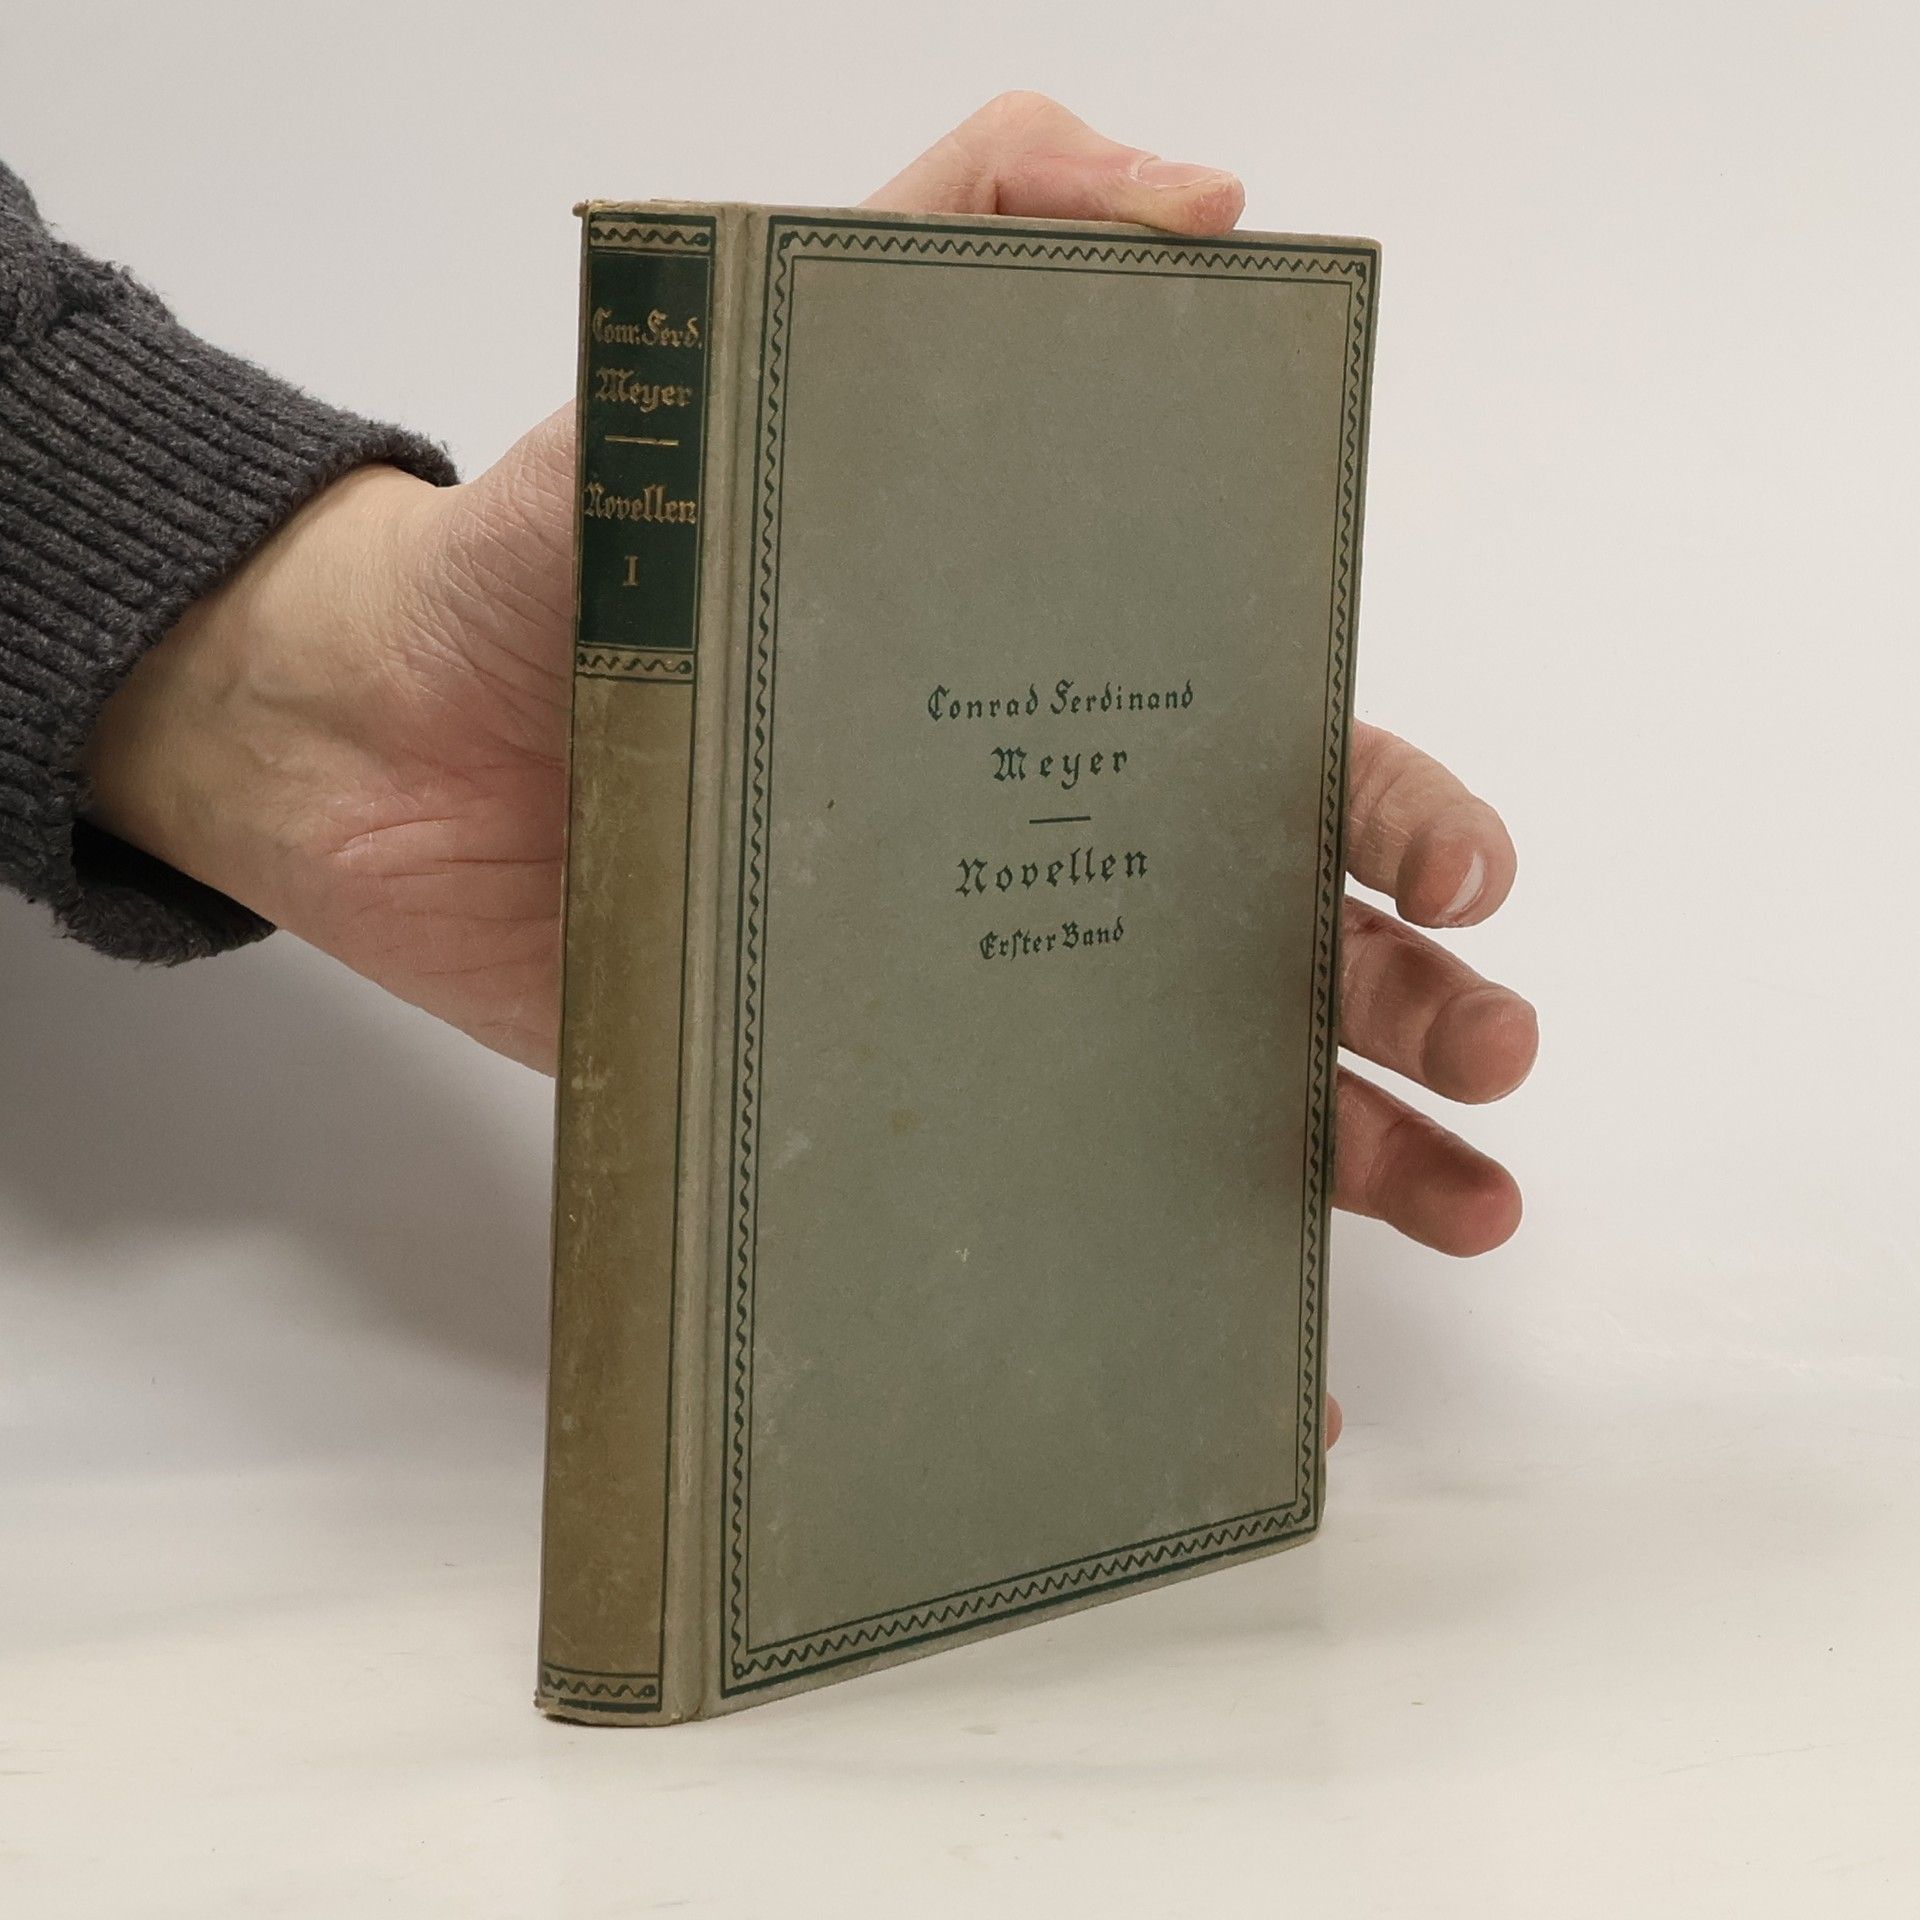 Conr. Ferd.
Meyer
Novellen
I
Conrad Ferdinand
Meyer
Novellen
Erſter Band